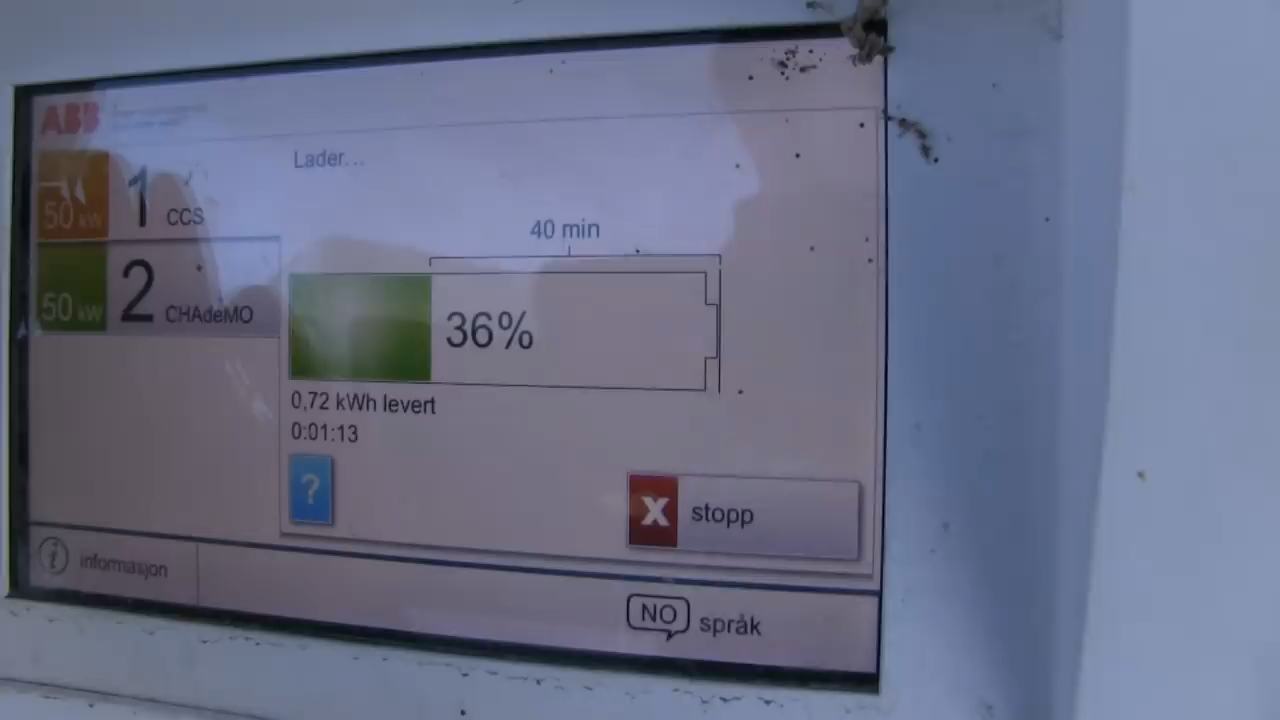 ABB
Lader...
50 kW
1 CCS
40 min
50 kW
2 CHAdeMO
36%
0,72 kWh levert
0:01:13
?
X stopp
i informasjon
NO språk